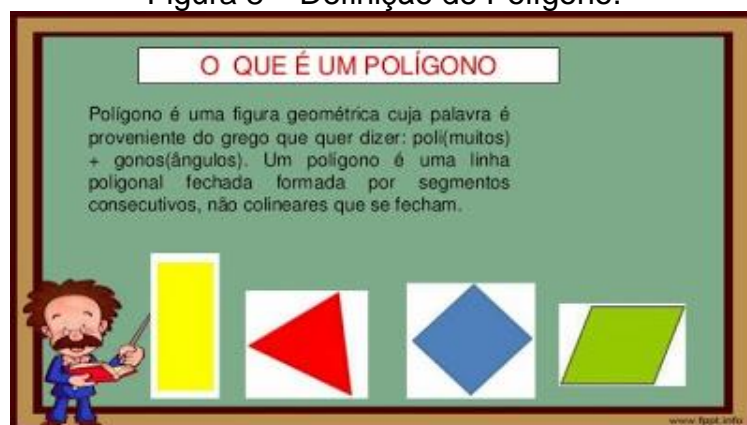 Figura 8 – Definição de Polígono.
O QUE É UM POLÍGONO
Polígono é uma figura geométrica cuja palavra é
proveniente do grego que quer dizer: poli(muitos)
+ gonos(ângulos). Um polígono é uma linha
poligonal fechada formada por segmentos
consecutivos, não colineares que se fecham.
www.fppt.info